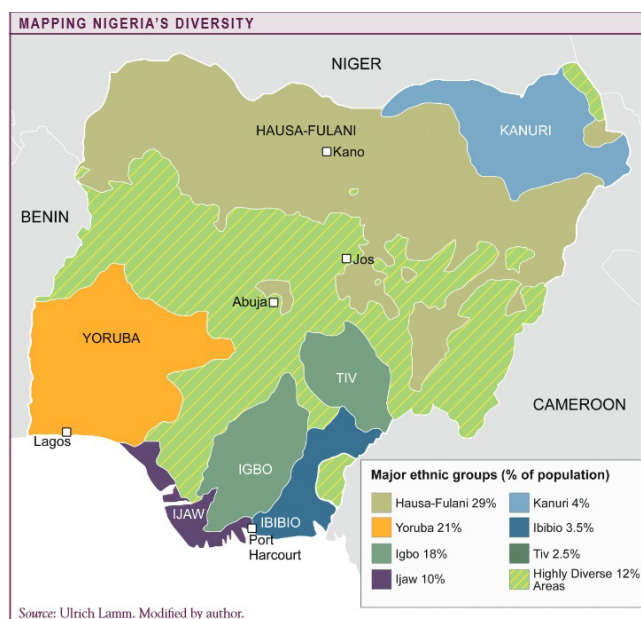 MAPPING NIGERIA'S DIVERSITY
NIGER
KANURI
HAUSA-FULANI
Kano
BENIN
Jos
Abuja
YORUBA
TIV
CAMEROON
Lagos
IGBO
IJAW
IBIBIO
Port
Harcourt
Major ethnic groups (% of population)
Hausa-Fulani 29%
Yoruba 21%
Igbo 18%
Ijaw 10%
Kanuri 4%
Ibibio 3.5%
Tiv 2.5%
Highly Diverse 12%
Areas
Source: Ulrich Lamm. Modified by author.